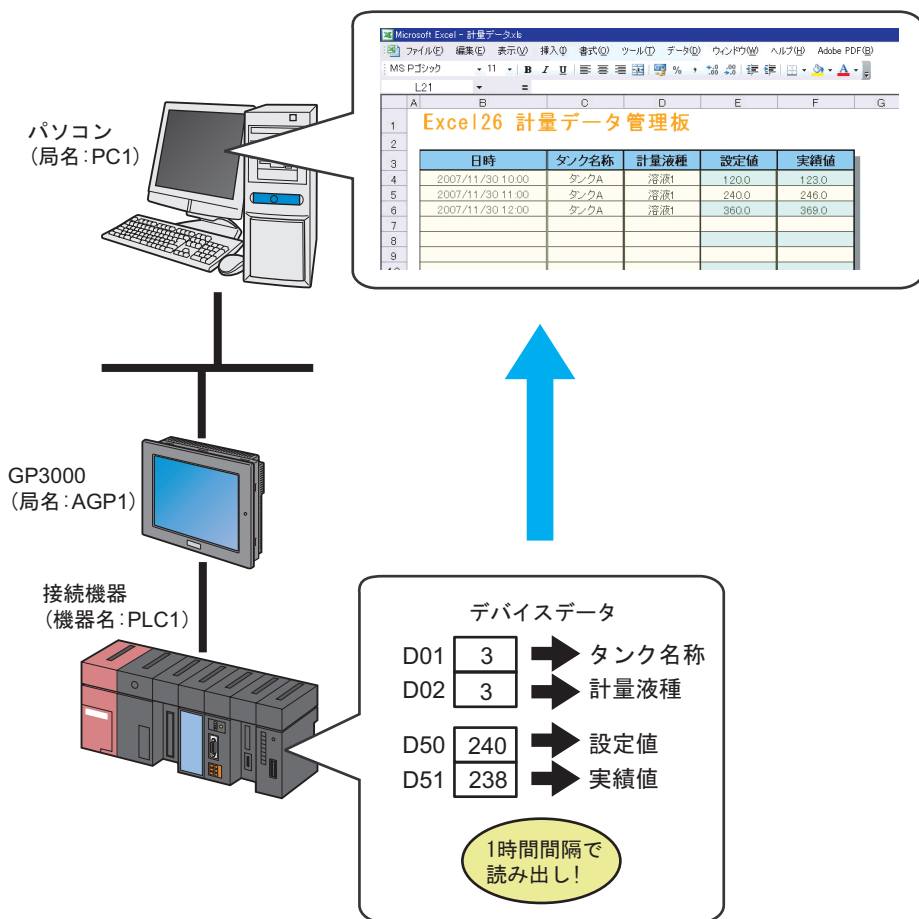 Microsoft Excel - 計量データ.xls
ファイル(F) 編集(E) 表示(V) 挿入(I) 書式(O) ツール(T) データ(D) ウィンドウ(W) ヘルプ(H) Adobe PDF(B)
MS Pゴシック 11 B I U % ,
L21 =
A B C D E F G
1 Excel26 計量データ管理板
2
3 日時 タンク名称 計量液種 設定値 実績値
4 2007/11/30 10:00 タンクA 溶液1 120.0 123.0
5 2007/11/30 11:00 タンクA 溶液1 240.0 246.0
6 2007/11/30 12:00 タンクA 溶液1 360.0 369.0
7
8
9
パソコン
(局名:PC1)
GP3000
(局名:AGP1)
接続機器
(機器名:PLC1)
デバイスデータ
D01 3 タンク名称
D02 3 計量液種
D50 240 設定値
D51 238 実績値
1時間間隔で
読み出し!